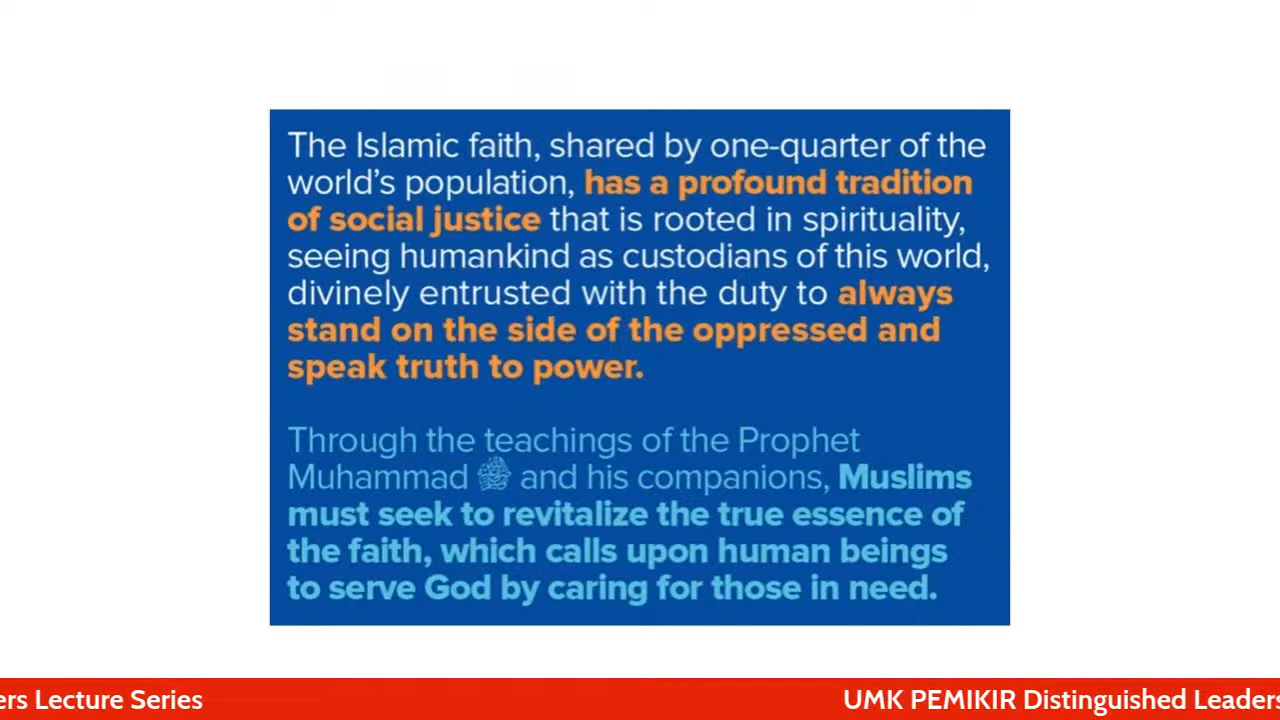 The Islamic faith, shared by one-quarter of the
world's population, has a profound tradition
of social justice that is rooted in spirituality,
seeing humankind as custodians of this world,
divinely entrusted with the duty to always
stand on the side of the oppressed and
speak truth to power.
Through the teachings of the Prophet
Muhammad ﷺ and his companions, Muslims
must seek to revitalize the true essence of
the faith, which calls upon human beings
to serve God by caring for those in need.
ers Lecture Series UMK PEMIKIR Distinguished Leaders